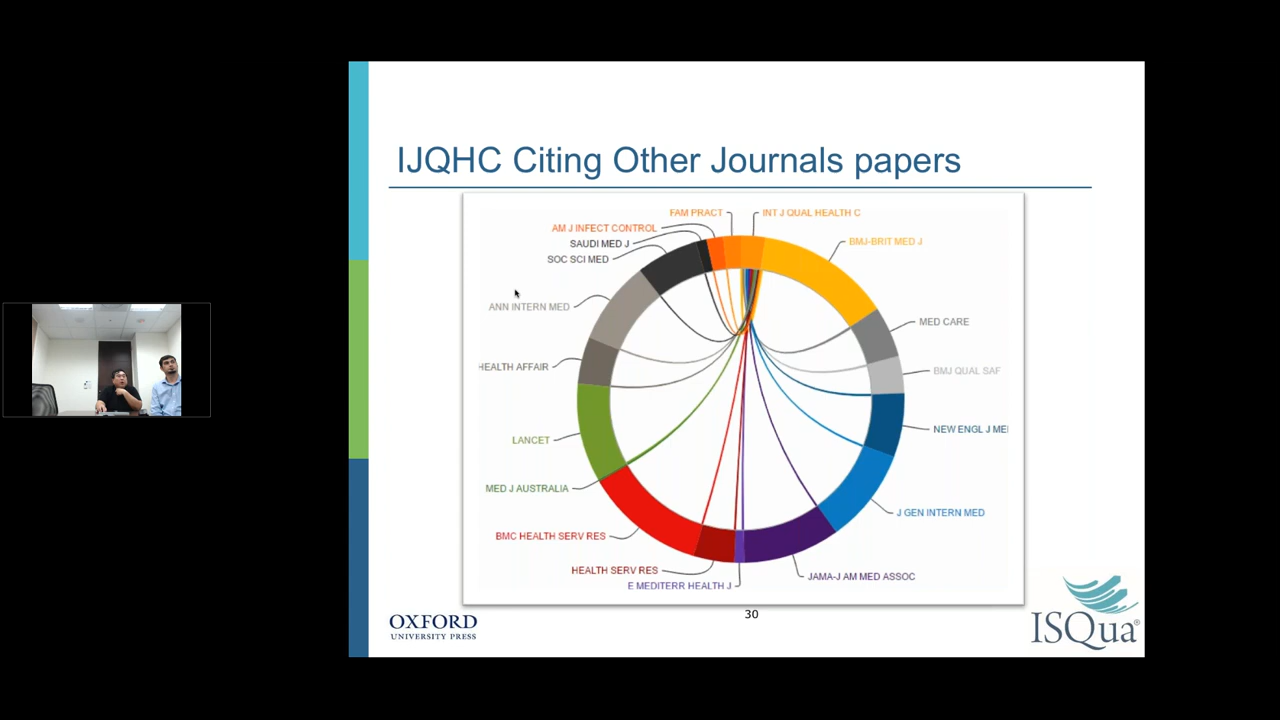 IJQHC Citing Other Journals papers
FAM PRACT
INT J QUAL HEALTH C
AM J INFECT CONTROL
BMJ-BRIT MED J
SAUDI MED J
SOC SCI MED
ANN INTERN MED
MED CARE
HEALTH AFFAIR
BMJ QUAL SAF
NEW ENGL J ME
LANCET
MED J AUSTRALIA
J GEN INTERN MED
BMC HEALTH SERV RES
HEALTH SERV RES
JAMA-J AM MED ASSOC
E MEDITERR HEALTH J
30
OXFORD
UNIVERSITY PRESS
ISQua®